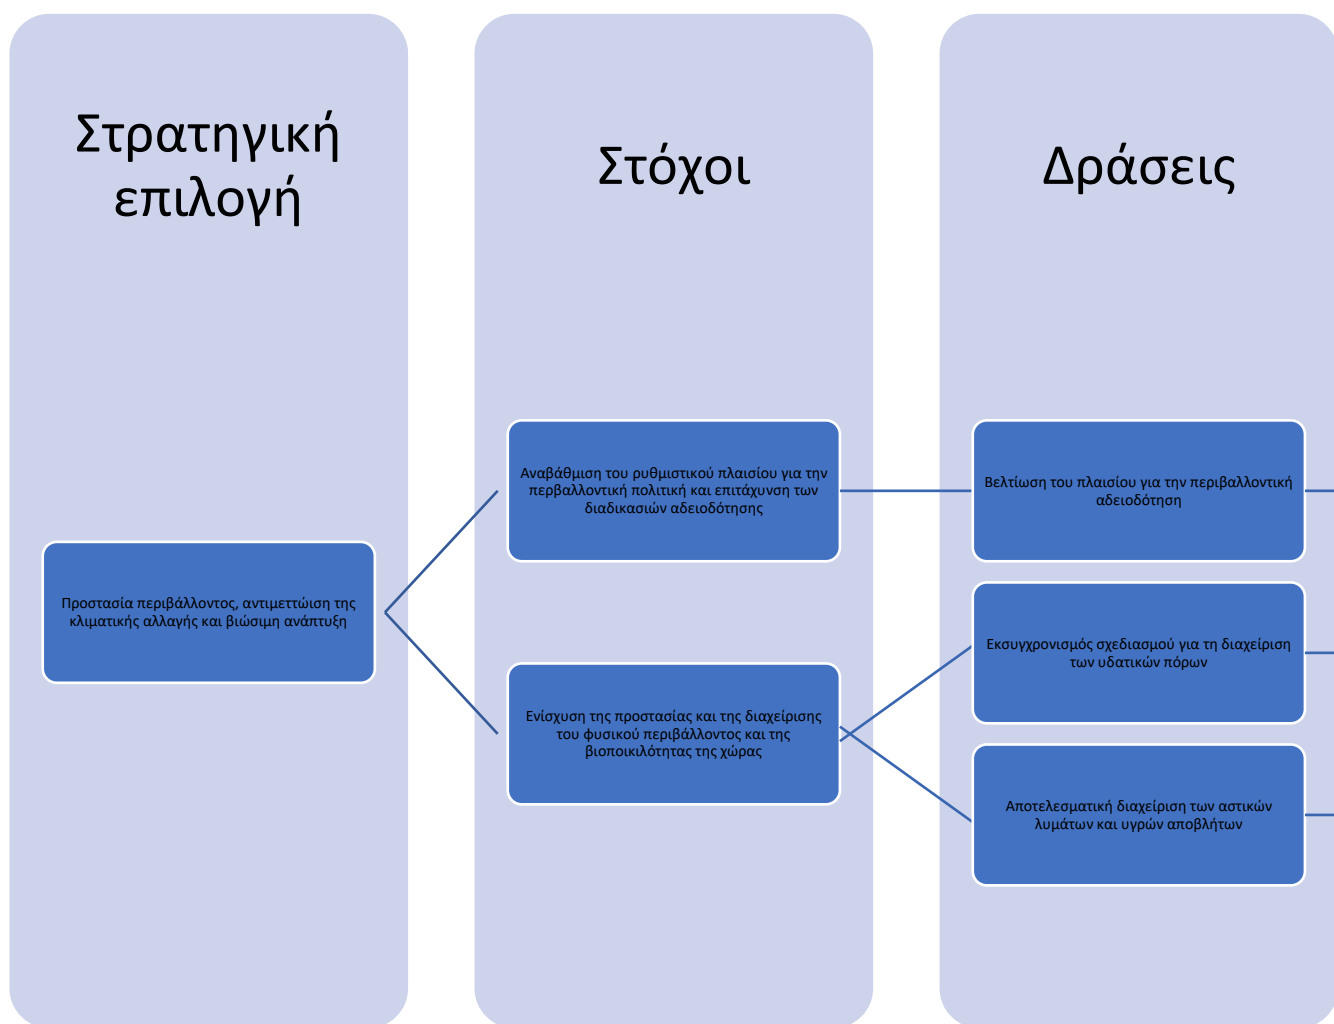 Στρατηγική
επιλογή
Προστασία περιβάλλοντος, αντιμεττώιση της
κλιματικής αλλαγής και βιώσιμη ανάπτυξη
Στόχοι
Αναβάθμιση του ρυθμιστικού πλαισίου για την
περβαλλοντική πολιτική και επιτάχυνση των
διαδικασιών αδειοδότησης
Ενίσχυση της προστασίας και της διαχείρισης
του φυσικού περιβάλλοντος και της
βιοποικιλότητας της χώρας
Δράσεις
Βελτίωση του πλαισίου για την περιβαλλοντική
αδειοδότηση
Εκσυγχρονισμός σχεδιασμού για τη διαχείριση
των υδατικών πόρων
Αποτελεσματική διαχείριση των αστικών
λυμάτων και υγρών αποβλήτων